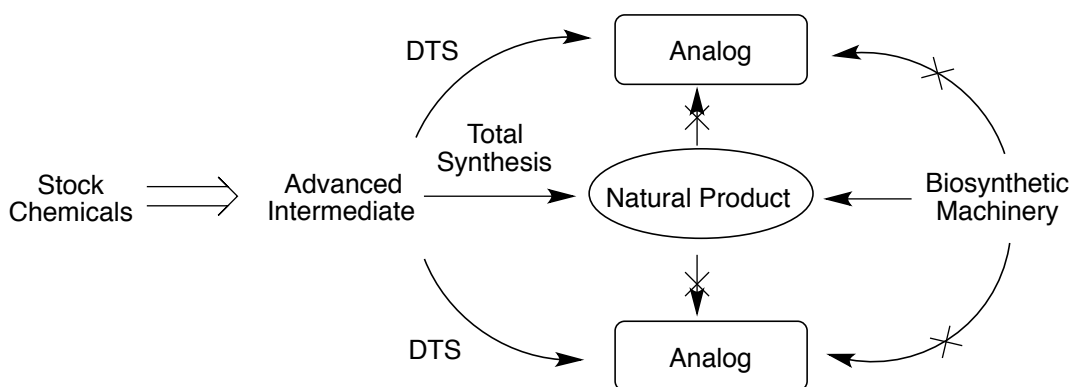 DTS
Analog
Total
Synthesis
Stock
Chemicals
Advanced
Intermediate
Natural Product
Biosynthetic
Machinery
DTS
Analog